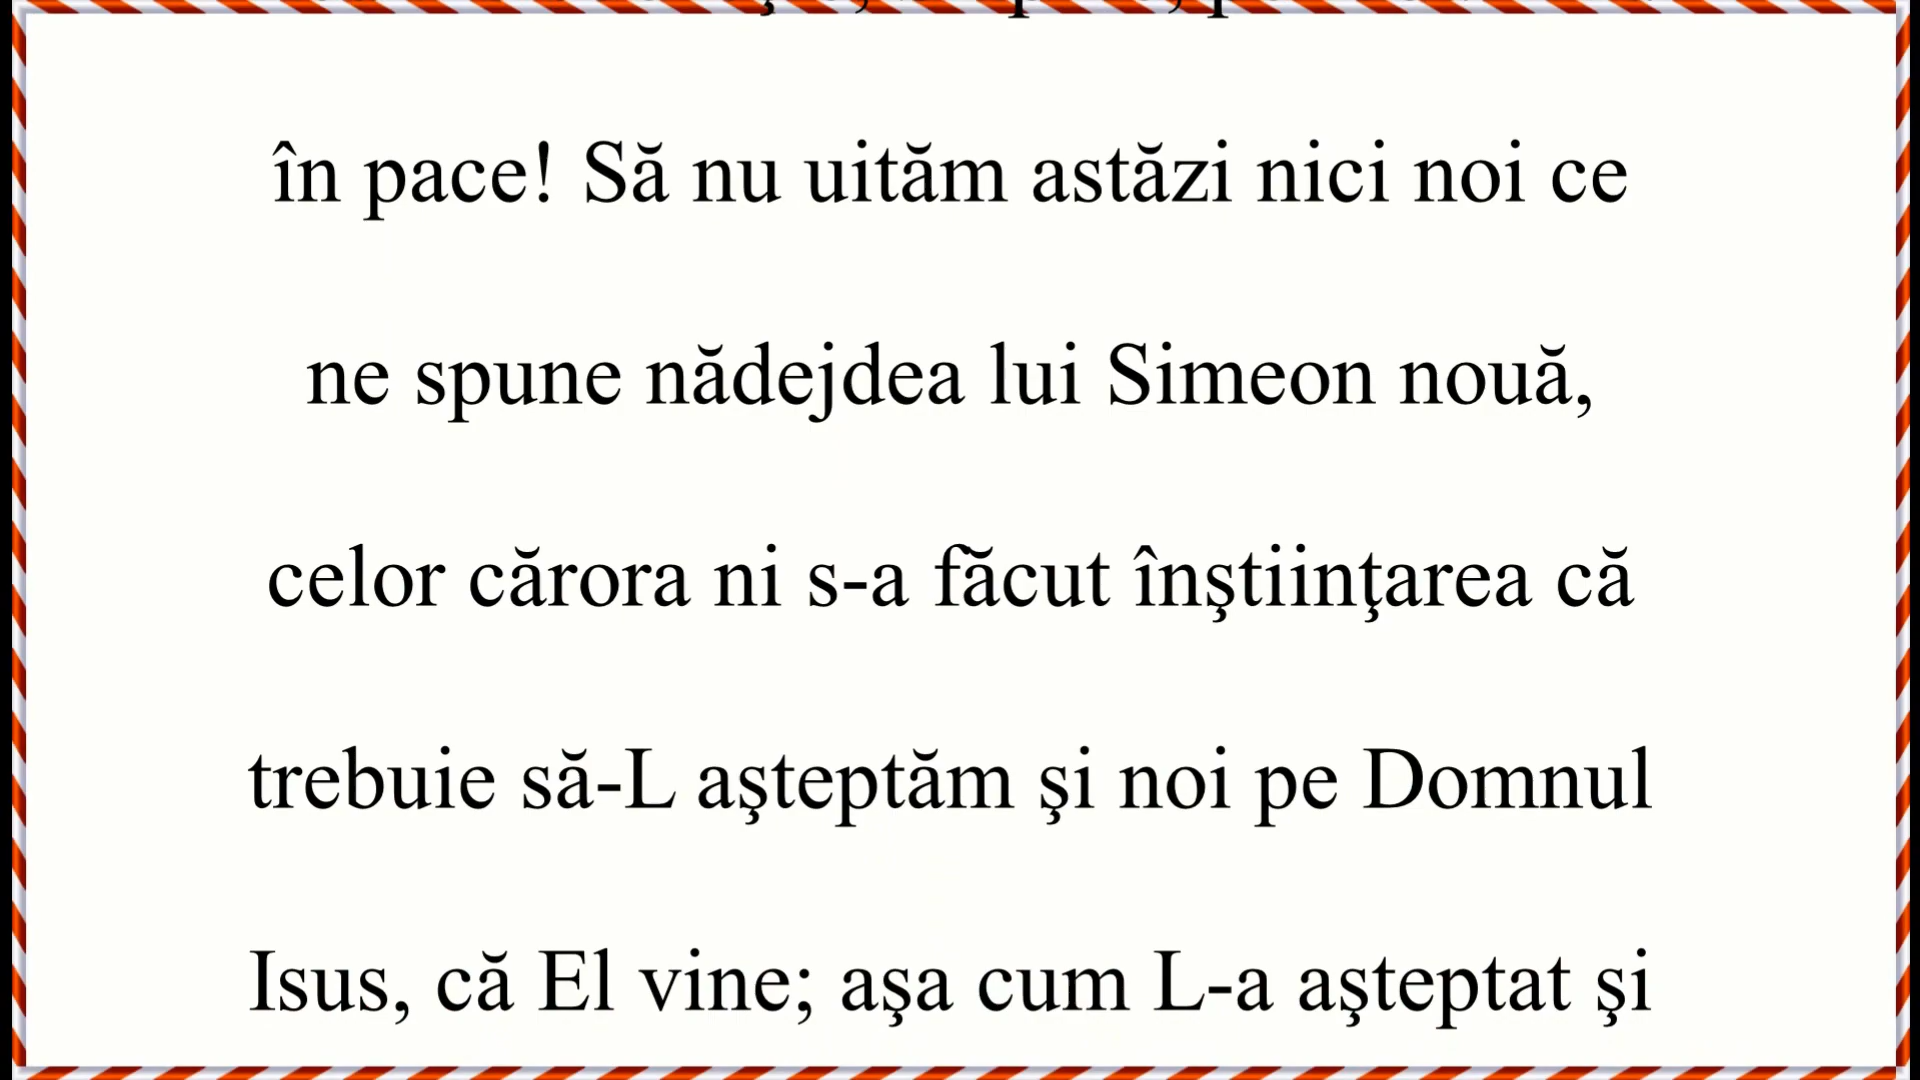 în pace! Să nu uităm astăzi nici noi ce
ne spune nădejdea lui Simeon nouă,
celor cărora ni s-a făcut înştiinţarea că
trebuie să-L aşteptăm şi noi pe Domnul
Isus, că El vine; aşa cum L-a aşteptat şi